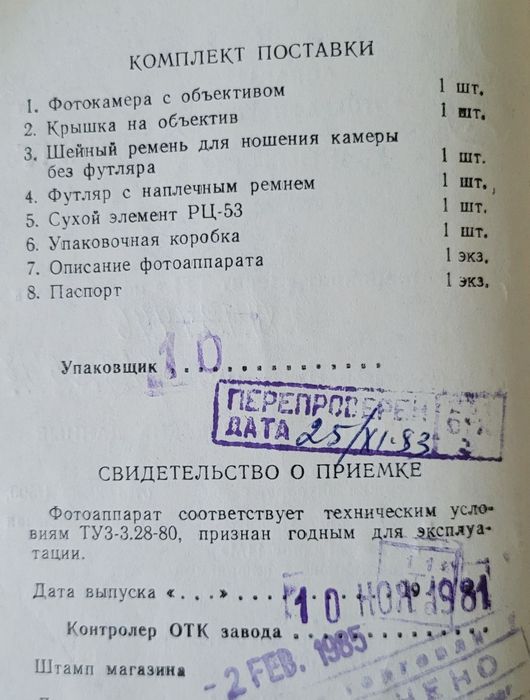 КОМПЛЕКТ ПОСТАВКИ
1. Фотокамера с объективом 1 шт.
2. Крышка на объектив 1 шт.
3. Шейный ремень для ношения камеры
без футляра 1 шт.
4. Футляр с наплечным ремнем 1 шт.
5. Сухой элемент РЦ-53 1 шт.
6. Упаковочная коробка 1 шт.
7. Описание фотоаппарата 1 экз.
8. Паспорт 1 экз.
Упаковщик 10
ПЕРЕПРОВЕРЕН
ДАТА 25/XI.83
СВИДЕТЕЛЬСТВО О ПРИЕМКЕ
Фотоаппарат соответствует техническим усло-
виям ТУ3-3.28-80, признан годным для эксплуа-
тации.
Дата выпуска «...» 10 НОЯ 1981
Контролер ОТК завода
Штамп магазина - 2 FEB. 1985